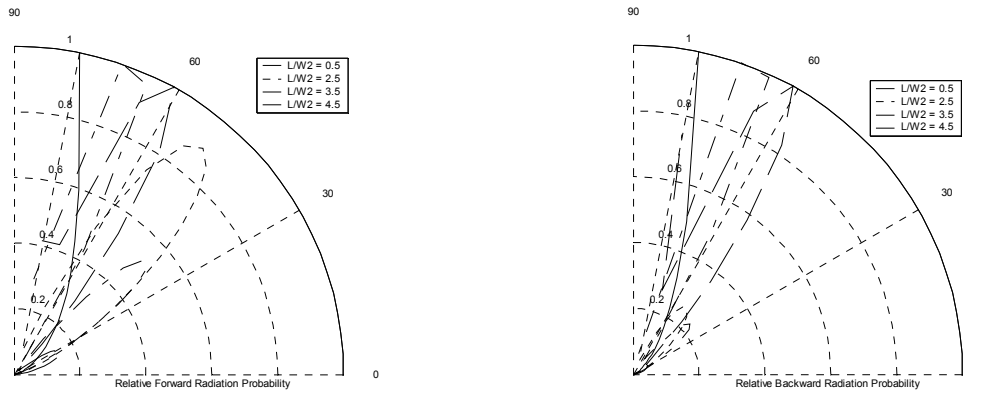 90
1
60
L/W2 = 0.5
L/W2 = 2.5
L/W2 = 3.5
L/W2 = 4.5
0.8
0.6
30
0.4
0.2
0
Relative Forward Radiation Probability
90
1
60
L/W2 = 0.5
L/W2 = 2.5
L/W2 = 3.5
L/W2 = 4.5
0.8
0.6
30
0.4
0.2
0
Relative Backward Radiation Probability